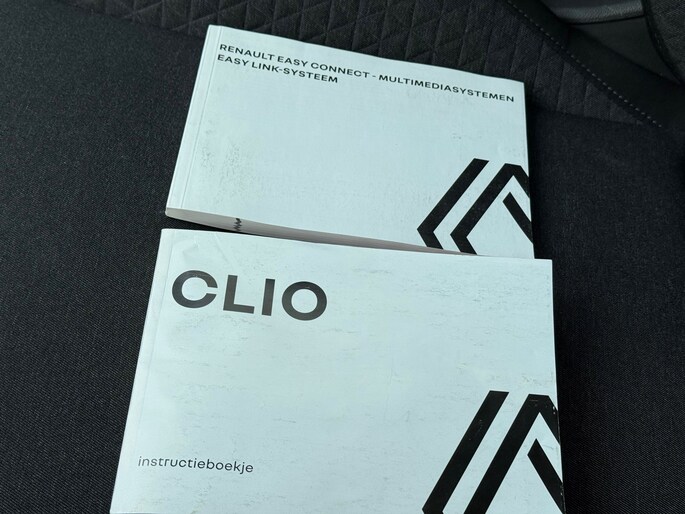 RENAULT EASY CONNECT - MULTIMEDIASYSTEMEN
EASY LINK-SYSTEEM
CLIO
instructieboekje